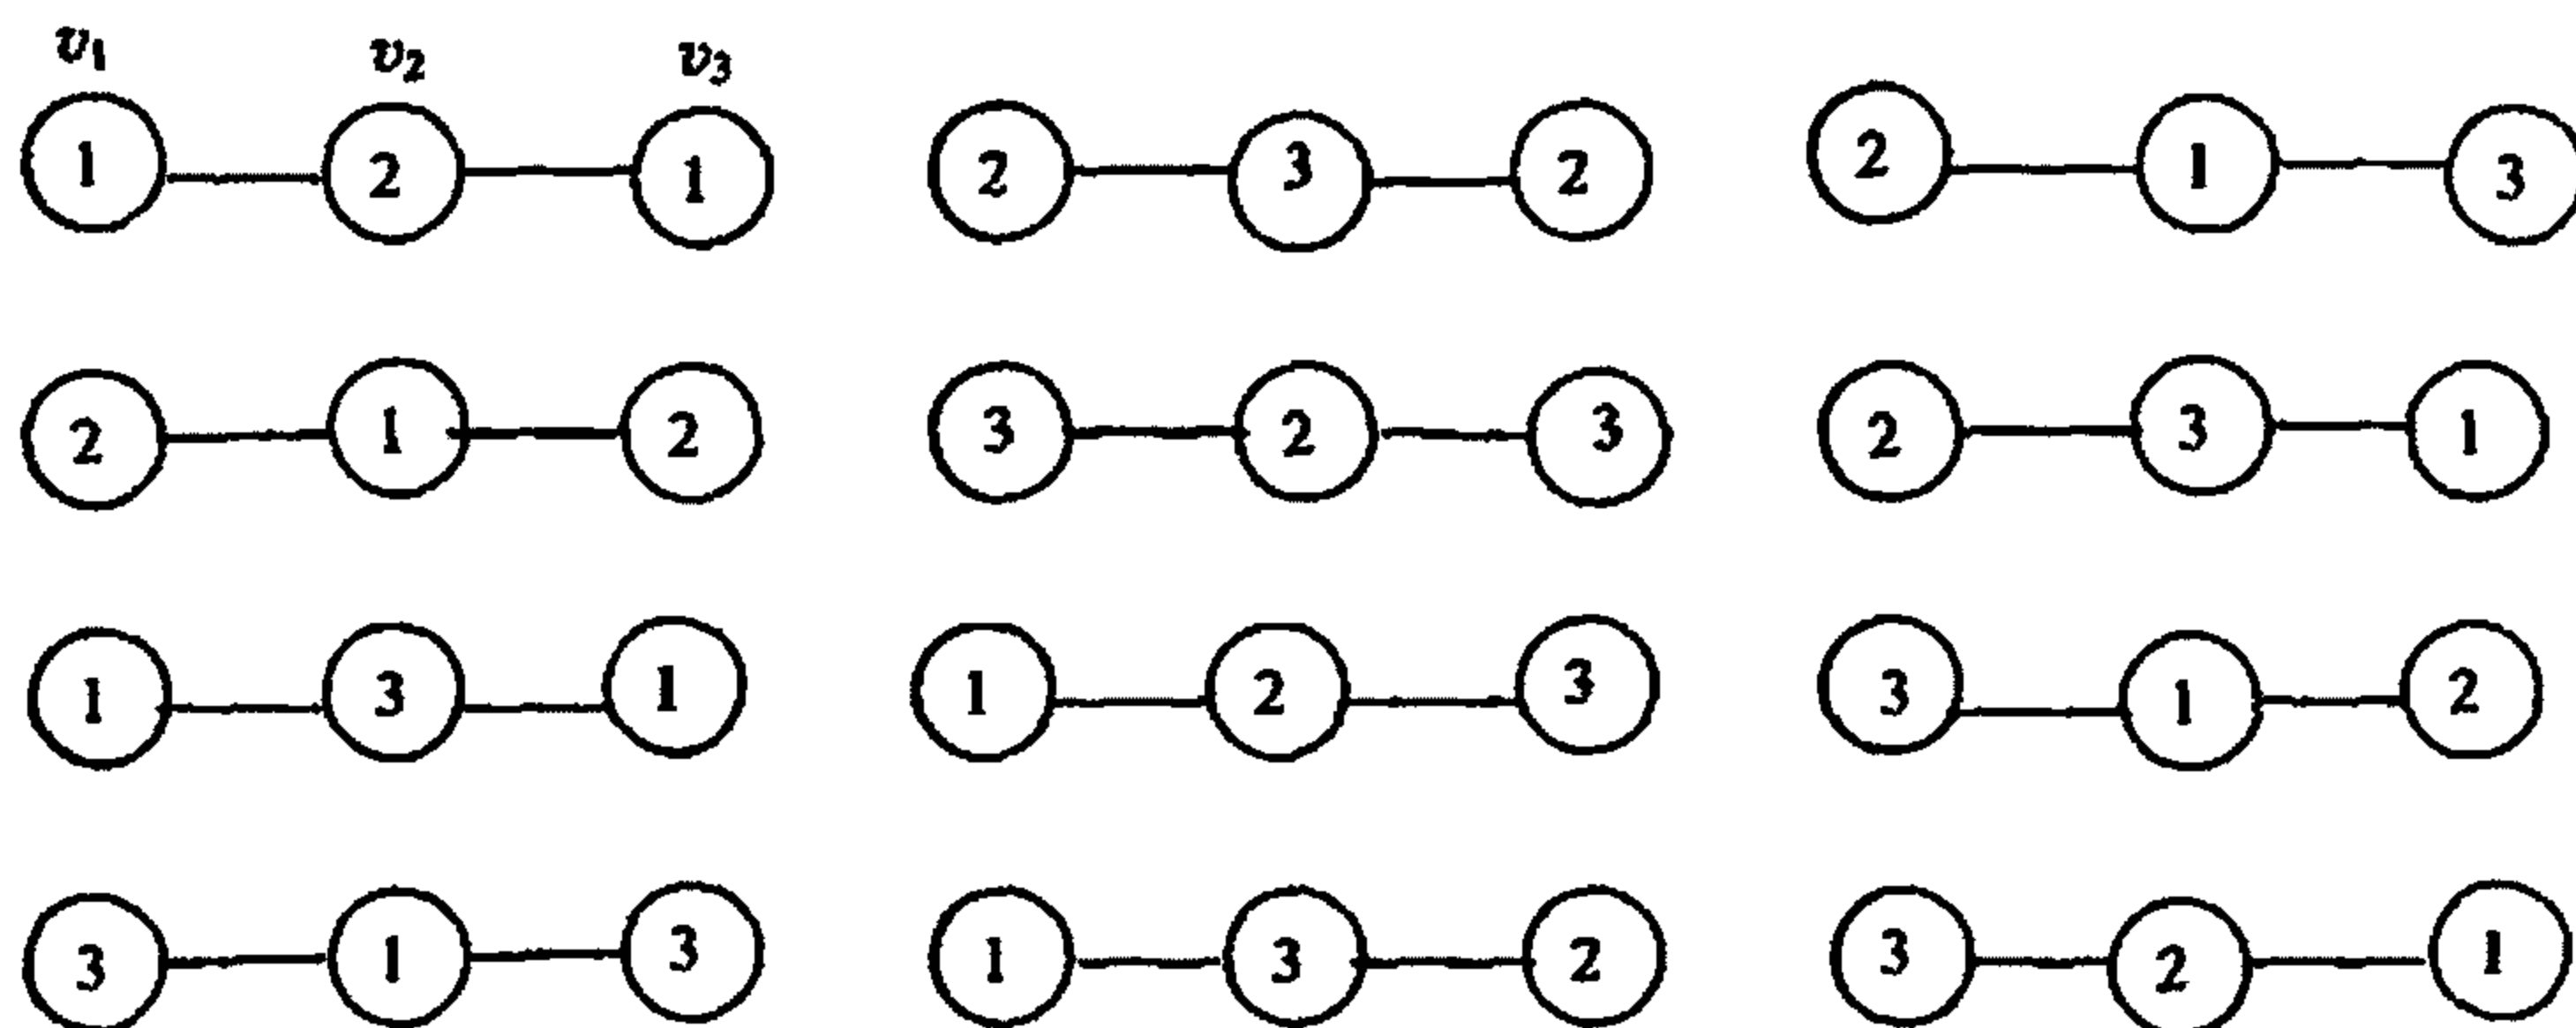 v₁ v₂ v₃
1 2 1 2 3 2 2 1 3
2 1 2 3 2 3 2 3 1
1 3 1 1 2 3 3 1 2
3 1 3 1 3 2 3 2 1